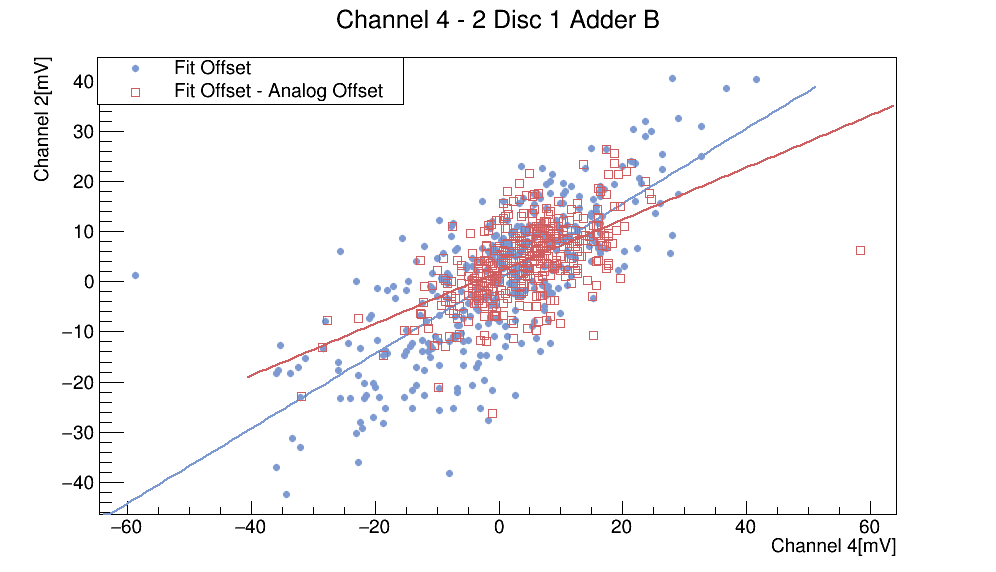 Channel 4 - 2 Disc 1 Adder B
Channel 2[mV]
Fit Offset
Fit Offset - Analog Offset
40
30
20
10
0
−10
−20
−30
−40
−60 −40 −20 0 20 40 60
Channel 4[mV]